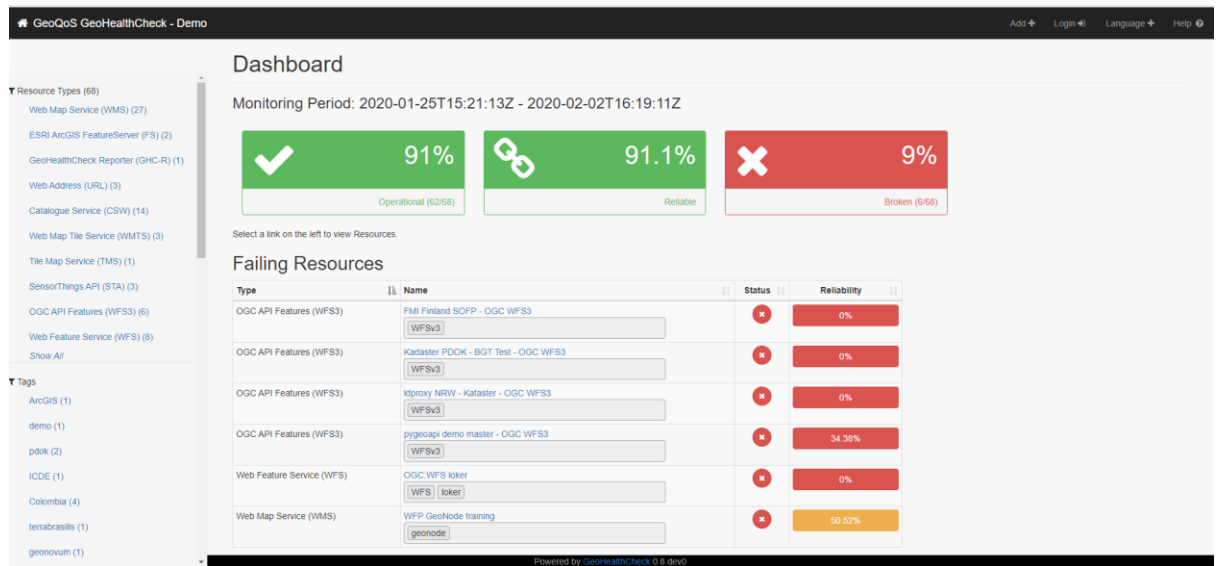 GeoQoS GeoHealthCheck - Demo
Add
Login
Language
Help
Resource Types (68)
Web Map Service (WMS) (27)
ESRI ArcGIS FeatureServer (FS) (2)
GeoHealthCheck Reporter (GHC-R) (1)
Web Address (URL) (3)
Catalogue Service (CSW) (14)
Web Map Tile Service (WMTS) (3)
Tile Map Service (TMS) (1)
SensorThings API (STA) (3)
OGC API Features (WFS3) (6)
Web Feature Service (WFS) (8)
Show All
Tags
ArcGIS (1)
demo (1)
pdok (2)
ICDE (1)
Colombia (4)
terrabrasilis (1)
geonovum (1)
Dashboard
Monitoring Period: 2020-01-25T15:21:13Z - 2020-02-02T16:19:11Z
91%
Operational (62/68)
91.1%
Reliable
9%
Broken (6/68)
Select a link on the left to view Resources.
Failing Resources
Type Name Status Reliability
OGC API Features (WFS3) FMI Finland SOFP - OGC WFS3 0%
WFSv3
OGC API Features (WFS3) Kadaster PDOK - BGT Test - OGC WFS3 0%
WFSv3
OGC API Features (WFS3) ldproxy NRW - Kataster - OGC WFS3 0%
WFSv3
OGC API Features (WFS3) pygeoapi demo master - OGC WFS3 34.38%
WFSv3
Web Feature Service (WFS) OGC:WFS loker 0%
WFS loker
Web Map Service (WMS) WFP GeoNode training 50.52%
geonode
Powered by GeoHealthCheck 0.8.dev0